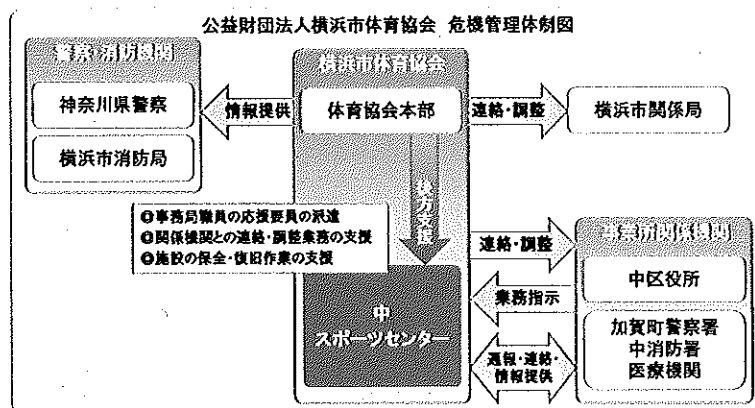 公益財団法人横浜市体育協会 危機管理体制図
警察・消防機関
神奈川県警察
横浜市消防局
情報提供
横浜市体育協会
体育協会本部
連絡・調整
横浜市関係局
後方支援
❶事務局職員の応援要員の派遣
❷関係機関との連絡・調整業務の支援
❸施設の保全・復旧作業の支援
中
スポーツセンター
連絡・調整
業務指示
通報・連絡・
情報提供
事業所関係機関
中区役所
加賀町警察署
中消防署
医療機関